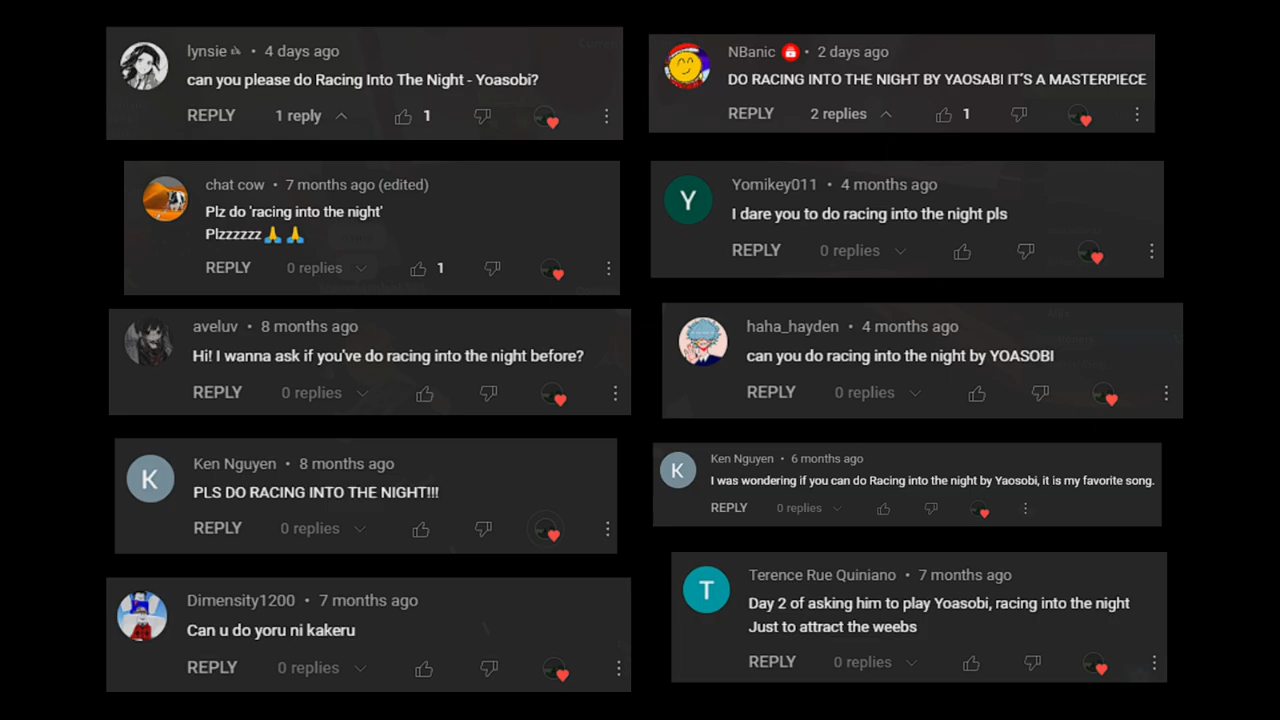 lynsie • 4 days ago
can you please do Racing Into The Night - Yoasobi?
REPLY 1 reply 1
chat cow • 7 months ago (edited)
Plz do 'racing into the night'
Plzzzzzz🙏🙏
REPLY 0 replies 1
aveluv • 8 months ago
Hi! I wanna ask if you've do racing into the night before?
REPLY 0 replies
K
Ken Nguyen • 8 months ago
PLS DO RACING INTO THE NIGHT!!!
REPLY 0 replies
Dimensity1200 • 7 months ago
Can u do yoru ni kakeru
REPLY 0 replies
NBanic • 2 days ago
DO RACING INTO THE NIGHT BY YAOSABI IT'S A MASTERPIECE
REPLY 2 replies 1
Y
Yomikey011 • 4 months ago
I dare you to do racing into the night pls
REPLY 0 replies
haha_hayden • 4 months ago
can you do racing into the night by YOASOBI
REPLY 0 replies
K
Ken Nguyen • 6 months ago
I was wondering if you can do Racing into the night by Yaosobi, it is my favorite song.
REPLY 0 replies
T
Terence Rue Quiniano • 7 months ago
Day 2 of asking him to play Yoasobi, racing into the night
Just to attract the weebs
REPLY 0 replies